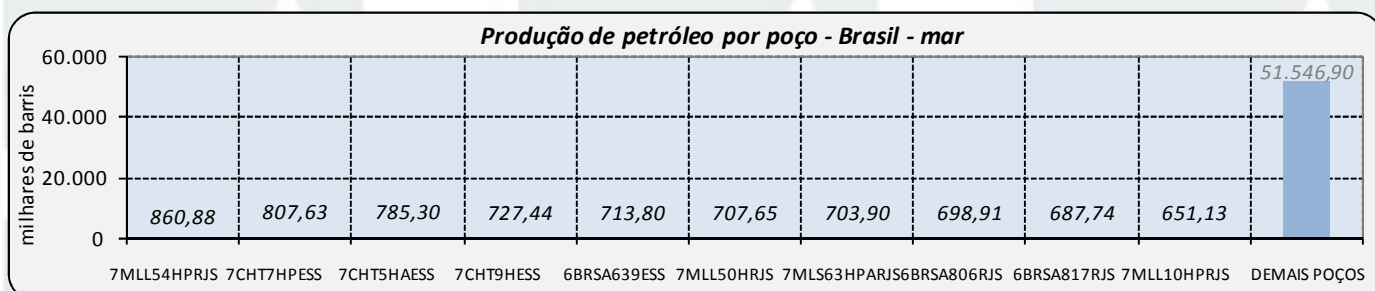 Produção de petróleo por poço - Brasil - mar
milhares de barris
60.000
40.000
20.000
0
51.546,90
860,88 807,63 785,30 727,44 713,80 707,65 703,90 698,91 687,74 651,13
7MLL54HPRJS 7CHT7HPESS 7CHT5HAESS 7CHT9HESS 6BRSA639ESS 7MLL50HRJS 7MLS63HPARJS 6BRSA806RJS 6BRSA817RJS 7MLL10HPRJS DEMAIS POÇOS